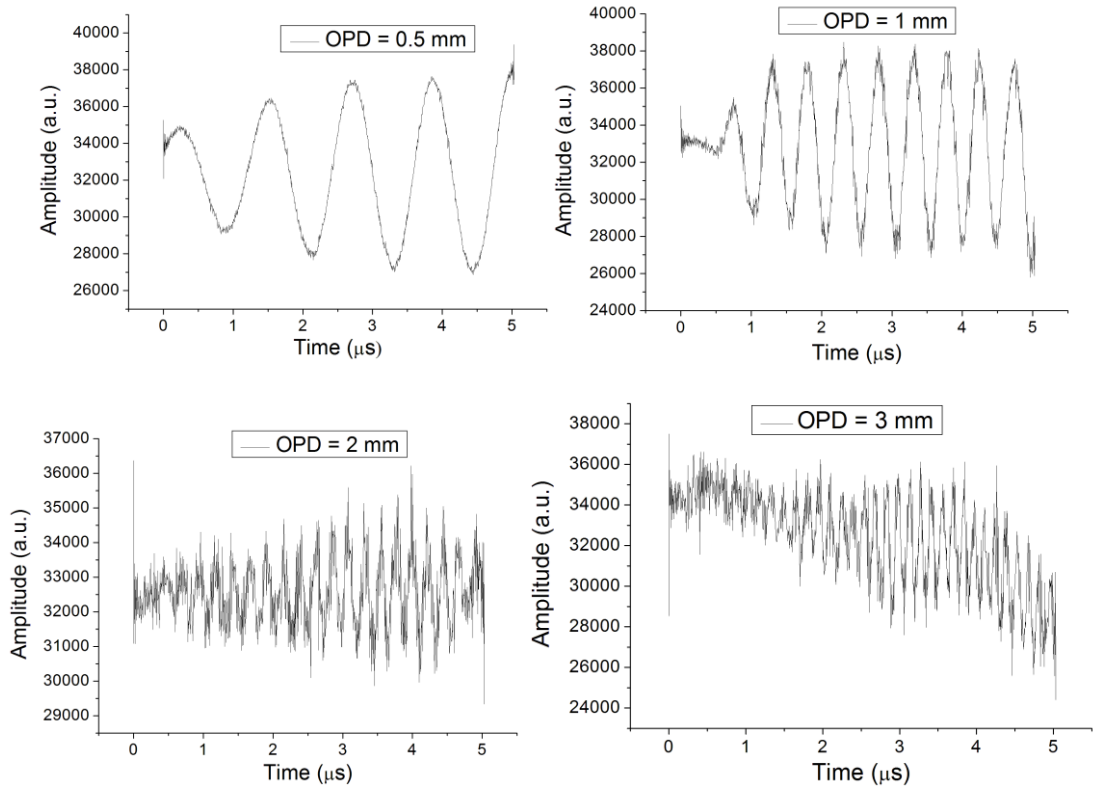 OPD = 0.5 mm
40000
38000
36000
34000
32000
30000
28000
26000
Amplitude (a.u.)
0 1 2 3 4 5
Time (μs)
OPD = 1 mm
40000
38000
36000
34000
32000
30000
28000
26000
24000
Amplitude (a.u.)
0 1 2 3 4 5
Time (μs)
OPD = 2 mm
37000
36000
35000
34000
33000
32000
31000
30000
29000
Amplitude (a.u.)
0 1 2 3 4 5
Time (μs)
OPD = 3 mm
38000
36000
34000
32000
30000
28000
26000
24000
Amplitude (a.u.)
0 1 2 3 4 5
Time (μs)